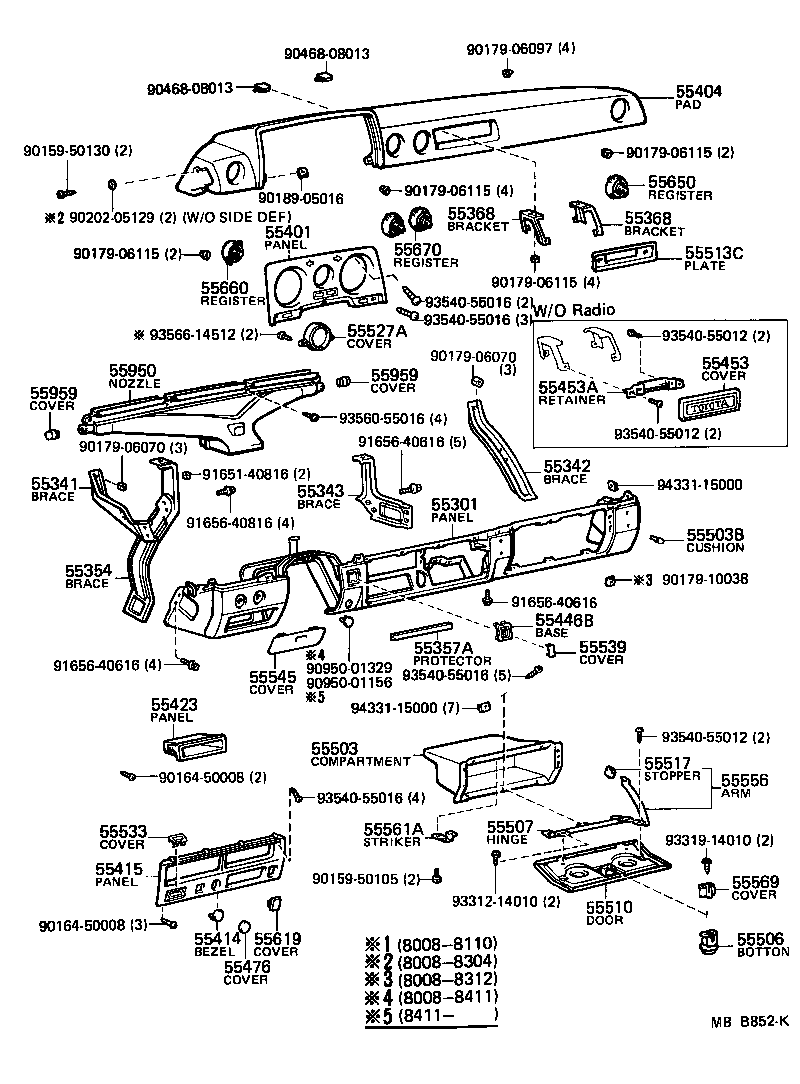 90468-08013
90179-06097 (4)
90468-08013
55404
PAD
90159-50130 (2)
90179-06115 (2)
90189-05016
90179-06115 (4)
55650
REGISTER
※2 90202-05129 (2) (W/O SIDE DEF)
55401
PANEL
55368
BRACKET
55368
BRACKET
90179-06115 (2)
55670
REGISTER
55513C
PLATE
55660
REGISTER
90179-06115 (4)
93540-55016 (2)
93540-55016 (3)
W/O Radio
※ 93566-14512 (2)
55527A
COVER
93540-55012 (2)
90179-06070
(3)
55950
NOZZLE
55959
COVER
55453
COVER
55959
COVER
55453A
RETAINER
TOYOTA
93560-55016 (4)
93540-55012 (2)
90179-06070 (3)
91656-40616 (5)
55341
BRACE
91651-40816 (2)
55343
BRACE
55342
BRACE
94331-15000
91656-40816 (4)
55301
PANEL
55503B
CUSHION
55354
BRACE
※3 90179-10038
91656-40616
55446B
BASE
55539
COVER
55357A
PROTECTOR
91656-40616 (4)
55545
COVER
※4
90950-01329
90950-01156
※5
93540-55016 (5)
55423
PANEL
94331-15000 (7)
93540-55012 (2)
55503
COMPARTMENT
55517
STOPPER
55556
ARM
90164-50008 (2)
93540-55016 (4)
55533
COVER
55561A
STRIKER
55507
HINGE
93319-14010 (2)
55415
PANEL
90159-50105 (2)
93312-14010 (2)
55569
COVER
55510
DOOR
90164-50008 (3)
55414
BEZEL
55619
COVER
55506
BOTTON
55476
COVER
※1 (8008-8110)
※2 (8008-8304)
※3 (8008-8312)
※4 (8008-8411)
※5 (8411- )
MB B852-K